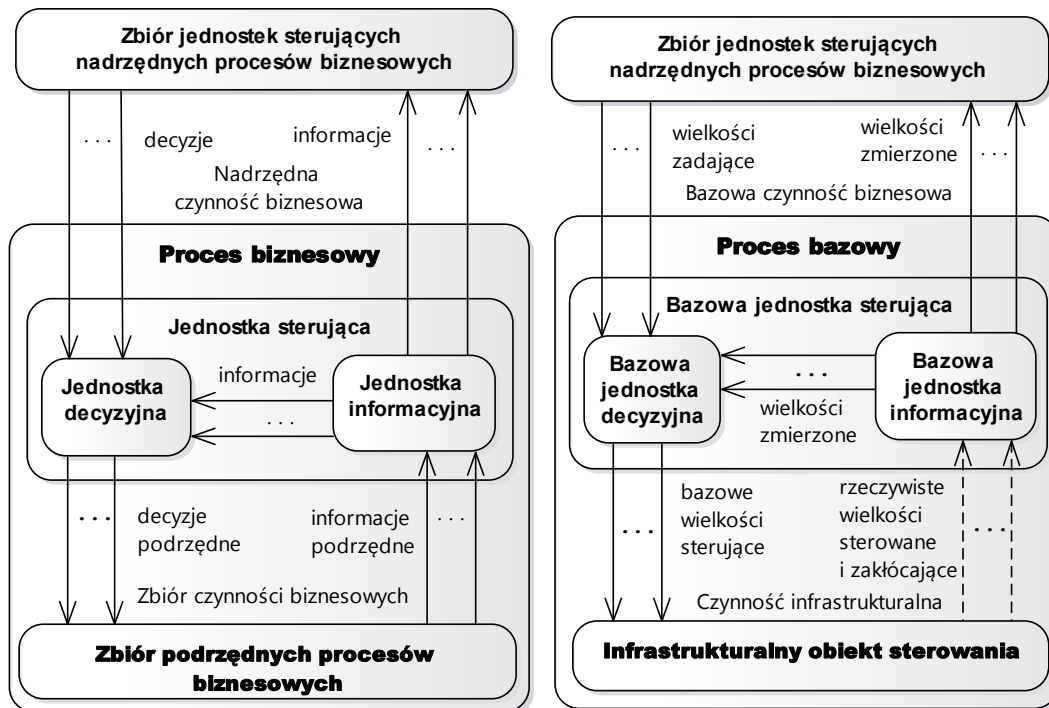 Zbiór jednostek sterujących
nadrzędnych procesów biznesowych
. . .
decyzje
informacje
. . .
Nadrzędna
czynność biznesowa
Proces biznesowy
Jednostka sterująca
Jednostka
decyzyjna
informacje
. . .
Jednostka
informacyjna
. . .
decyzje
podrzędne
informacje
podrzędne
. . .
Zbiór czynności biznesowych
Zbiór podrzędnych procesów
biznesowych
Zbiór jednostek sterujących
nadrzędnych procesów biznesowych
. . .
wielkości
zadające
wielkości
zmierzone
. . .
Bazowa czynność biznesowa
Proces bazowy
Bazowa jednostka sterująca
Bazowa
jednostka
decyzyjna
. . .
wielkości
zmierzone
Bazowa
jednostka
informacyjna
. . .
bazowe
wielkości
sterujące
rzeczywiste
wielkości
sterowane
i zakłócające
. . .
Czynność infrastrukturalna
Infrastrukturalny obiekt sterowania